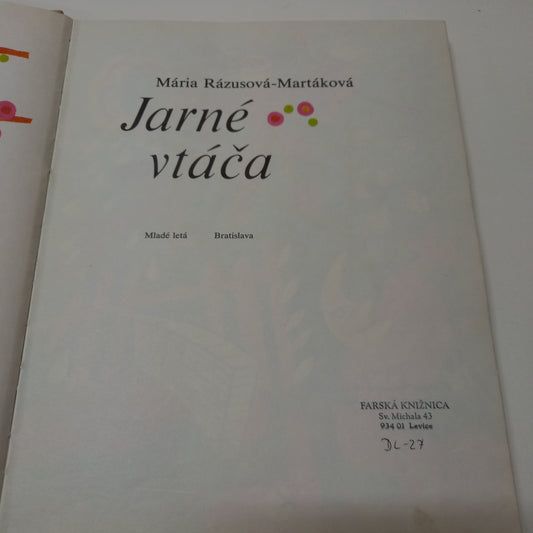 Mária Rázusová-Martáková
Jarné
vtáča
Mladé letá Bratislava
FARSKÁ KNIŽNICA
Sv. Michala 43
934 01 Levice
DL-27